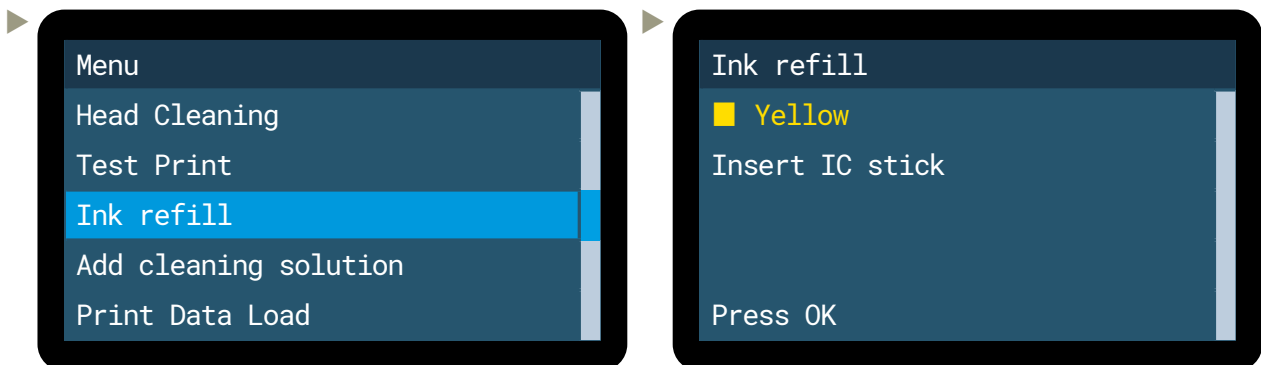 Menu
Head Cleaning
Test Print
Ink refill
Add cleaning solution
Print Data Load
Ink refill
Yellow
Insert IC stick
Press OK